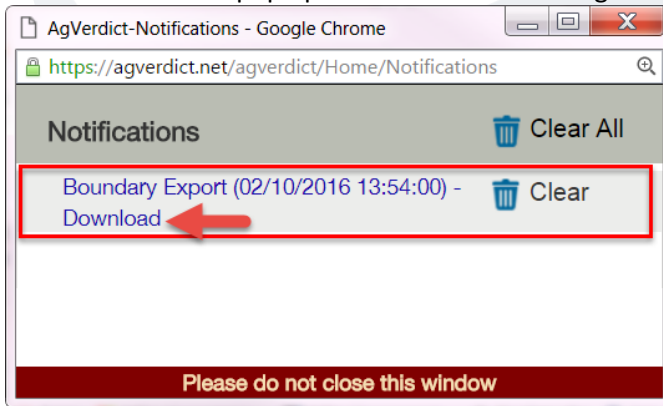 AgVerdict-Notifications - Google Chrome
https://agverdict.net/agverdict/Home/Notifications
Notifications
Clear All
Boundary Export (02/10/2016 13:54:00) -
Download
Clear
Please do not close this window